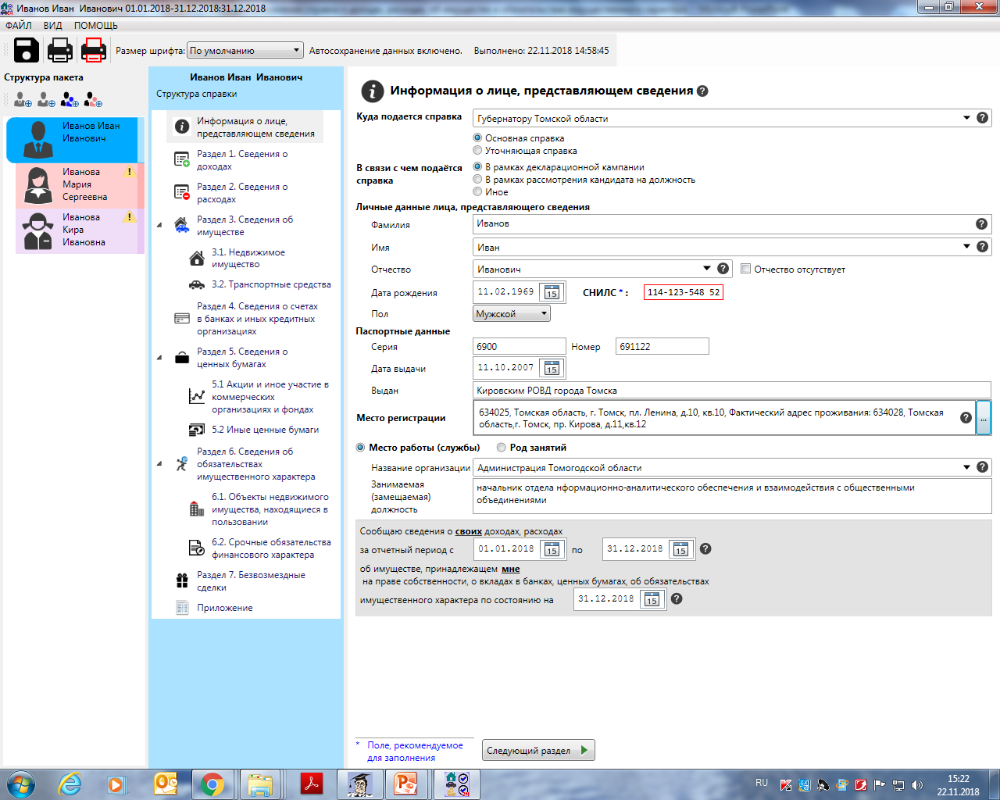 Иванов Иван  Иванович 01.01.2018-31.12.2018:31.12.2018
ФАЙЛ ВИД ПОМОЩЬ
Размер шрифта: По умолчанию Автосохранение данных включено. Выполнено: 22.11.2018 14:58:45
Структура пакета
Иванов Иван
Иванович
Иванова
Мария
Сергеевна
Иванова
Кира
Ивановна
Иванов Иван  Иванович
Структура справки
Информация о лице,
представляющем сведения
Раздел 1. Сведения о
доходах
Раздел 2. Сведения о
расходах
Раздел 3. Сведения об
имуществе
3.1. Недвижимое
имущество
3.2. Транспортные средства
Раздел 4. Сведения о счетах
в банках и иных кредитных
организациях
Раздел 5. Сведения о
ценных бумагах
5.1 Акции и иное участие в
коммерческих
организациях и фондах
5.2 Иные ценные бумаги
Раздел 6. Сведения об
обязательствах
имущественного характера
6.1. Объекты недвижимого
имущества, находящиеся в
пользовании
6.2. Срочные обязательства
финансового характера
Раздел 7. Безвозмездные
сделки
Приложение
Информация о лице, представляющем сведения
Куда подается справка Губернатору Томской области
Основная справка
Уточняющая справка
В связи с чем подаётся
справка
В рамках декларационной кампании
В рамках рассмотрения кандидата на должность
Иное
Личные данные лица, представляющего сведения
Фамилия Иванов
Имя Иван
Отчество Иванович Отчество отсутствует
Дата рождения 11.02.1969 15 СНИЛС * : 114-123-548 52
Пол Мужской
Паспортные данные
Серия 6900 Номер 691122
Дата выдачи 11.10.2007 15
Выдан Кировским РОВД города Томска
Место регистрации
634025, Томская область, г. Томск, пл. Ленина, д.10, кв.10, Фактический адрес проживания: 634028, Томская
область,г. Томск, пр. Кирова, д.11,кв.12
...
Место работы (службы) Род занятий
Название организации Администрация Томогодской области
Занимаемая
(замещаемая)
должность
начальник отдела нформационно-аналитического обеспечения и взаимодействия с общественными
объединениями
Сообщаю сведения о своих доходах, расходах
за отчетный период с 01.01.2018 15 по 31.12.2018 15
об имуществе, принадлежащем мне
на праве собственности, о вкладах в банках, ценных бумагах, об обязательствах
имущественного характера по состоянию на 31.12.2018 15
* Поле, рекомендуемое
для заполнения
Следующий раздел
RU
15:22
22.11.2018